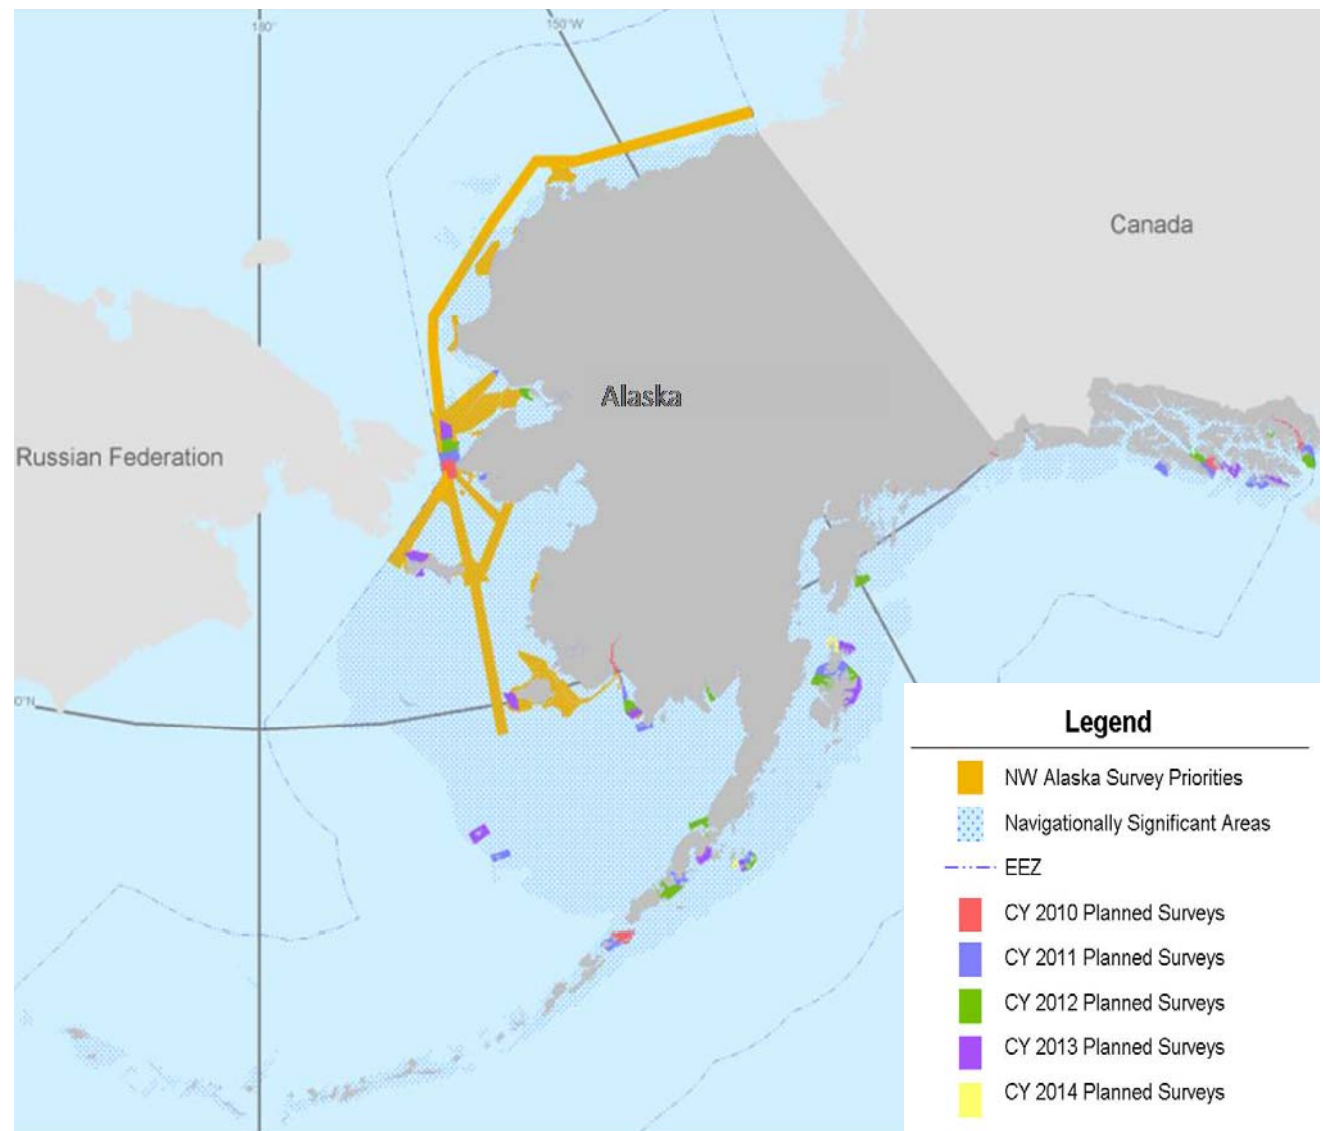 180°
150°W
Canada
Alaska
Russian Federation
0°N
Legend
NW Alaska Survey Priorities
Navigationally Significant Areas
EEZ
CY 2010 Planned Surveys
CY 2011 Planned Surveys
CY 2012 Planned Surveys
CY 2013 Planned Surveys
CY 2014 Planned Surveys